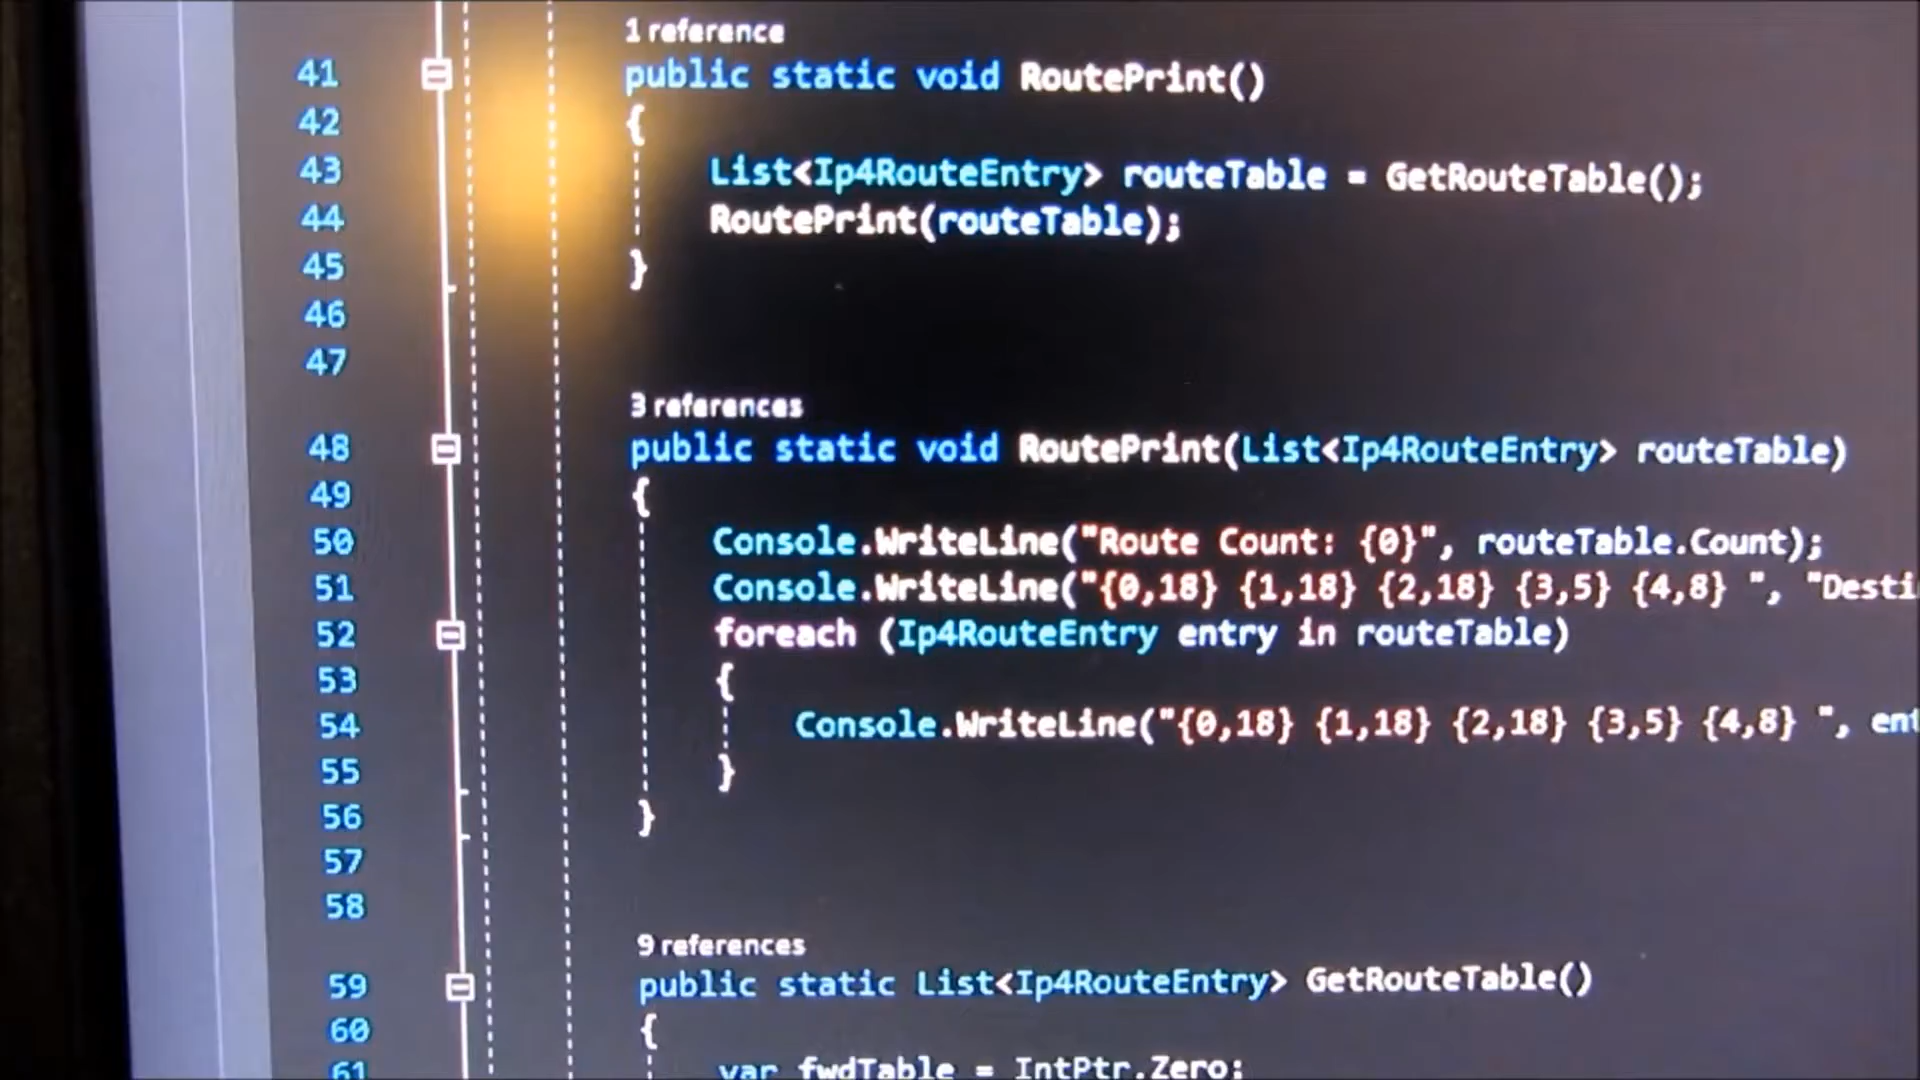 1 reference
41 public static void RoutePrint()
42 {
43 List<Ip4RouteEntry> routeTable = GetRouteTable();
44 RoutePrint(routeTable);
45 }
46
47
3 references
48 public static void RoutePrint(List<Ip4RouteEntry> routeTable)
49 {
50 Console.WriteLine("Route Count: {0}", routeTable.Count);
51 Console.WriteLine("{0,18} {1,18} {2,18} {3,5} {4,8} ", "Desti
52 foreach (Ip4RouteEntry entry in routeTable)
53 {
54 Console.WriteLine("{0,18} {1,18} {2,18} {3,5} {4,8} ", ent
55 }
56 }
57
58
9 references
59 public static List<Ip4RouteEntry> GetRouteTable()
60 {
61 var fwdTable = IntPtr.Zero;